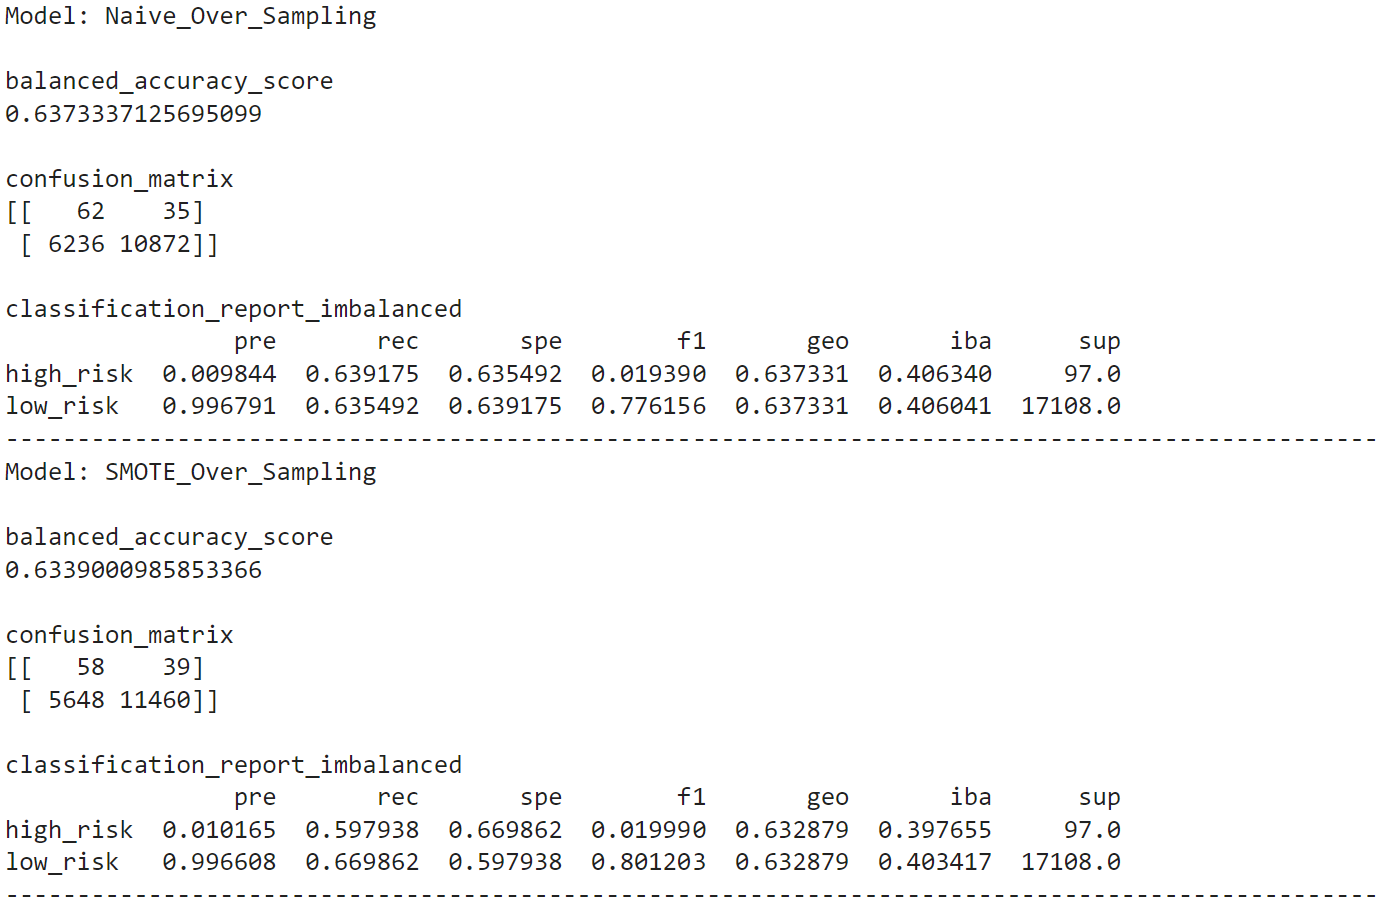 Model: Naive_Over_Sampling
balanced_accuracy_score
0.6373337125695099
confusion_matrix
[[   62    35]
 [ 6236 10872]]
classification_report_imbalanced
                pre       rec       spe        f1       geo       iba      sup
high_risk  0.009844  0.639175  0.635492  0.019390  0.637331  0.406340     97.0
low_risk   0.996791  0.635492  0.639175  0.776156  0.637331  0.406041  17108.0
------------------------------------------------------------------------------------------------
Model: SMOTE_Over_Sampling
balanced_accuracy_score
0.6339000985853366
confusion_matrix
[[   58    39]
 [ 5648 11460]]
classification_report_imbalanced
                pre       rec       spe        f1       geo       iba      sup
high_risk  0.010165  0.597938  0.669862  0.019990  0.632879  0.397655     97.0
low_risk   0.996608  0.669862  0.597938  0.801203  0.632879  0.403417  17108.0
------------------------------------------------------------------------------------------------